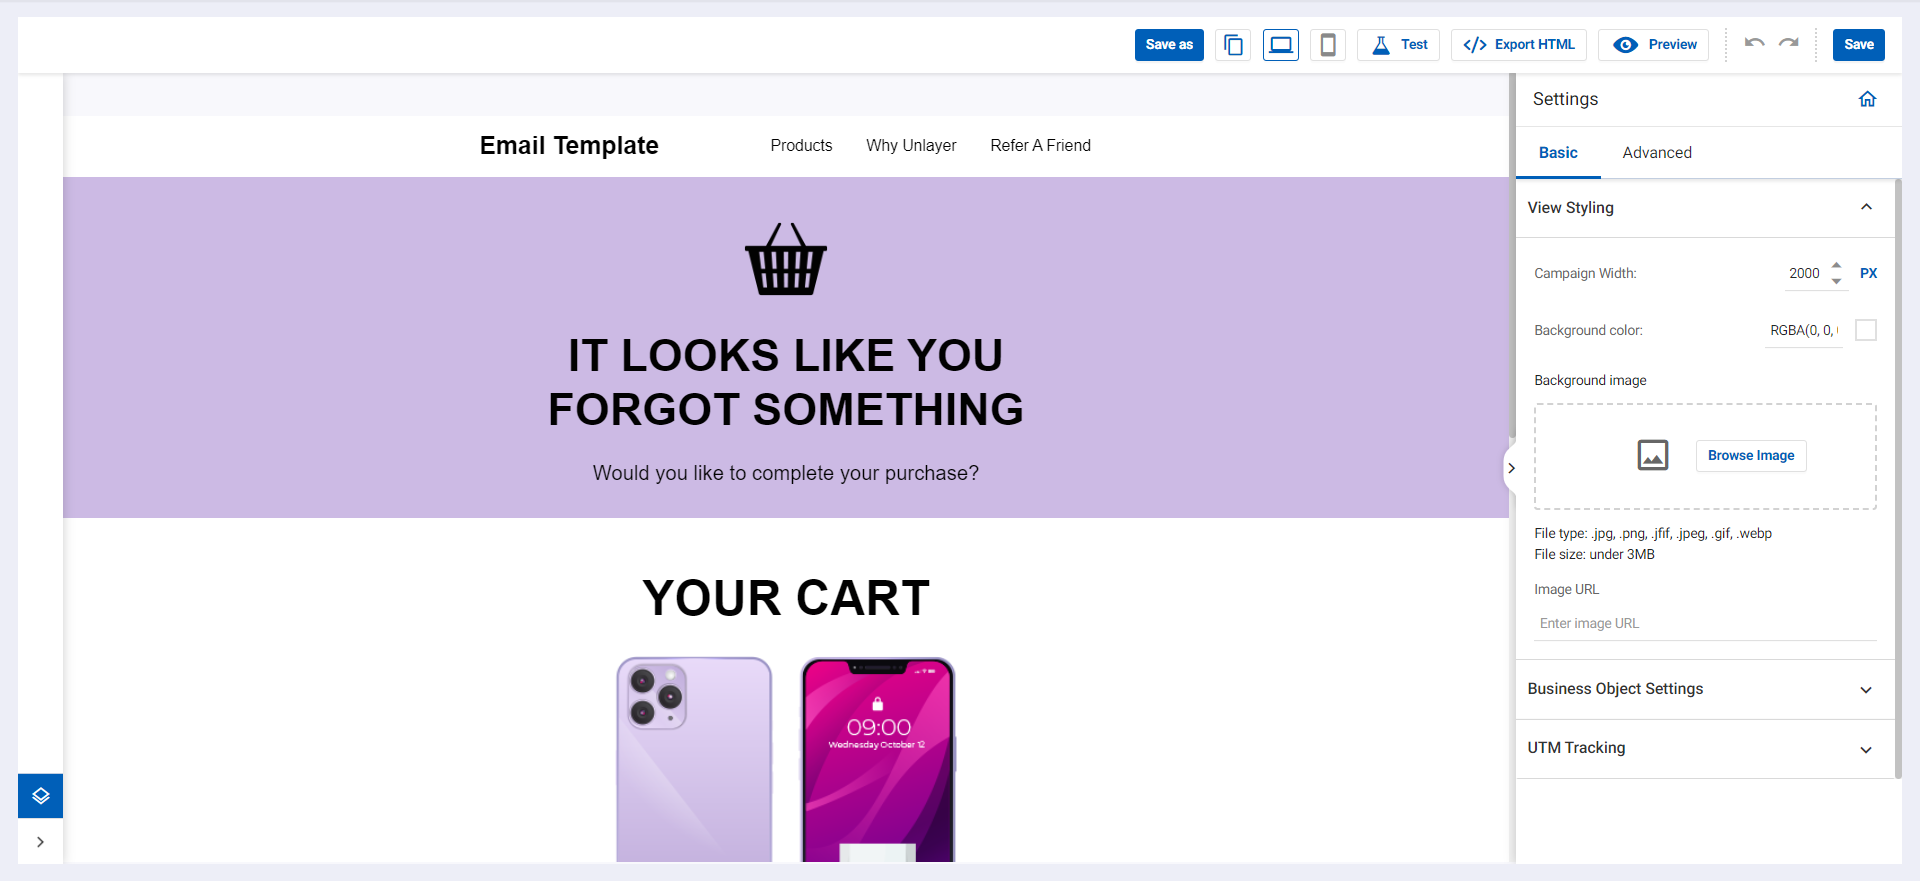 Save as
Test
Export HTML
Preview
Save
Email Template
Products
Why Unlayer
Refer A Friend
IT LOOKS LIKE YOU
FORGOT SOMETHING
Would you like to complete your purchase?
YOUR CART
09:00
Wednesday October 12
Settings
Basic
Advanced
View Styling
Campaign Width:
2000
PX
Background color:
RGBA(0, 0,
Background image
Browse Image
File type: .jpg, .png, .jfif, .jpeg, .gif, .webp
File size: under 3MB
Image URL
Enter image URL
Business Object Settings
UTM Tracking